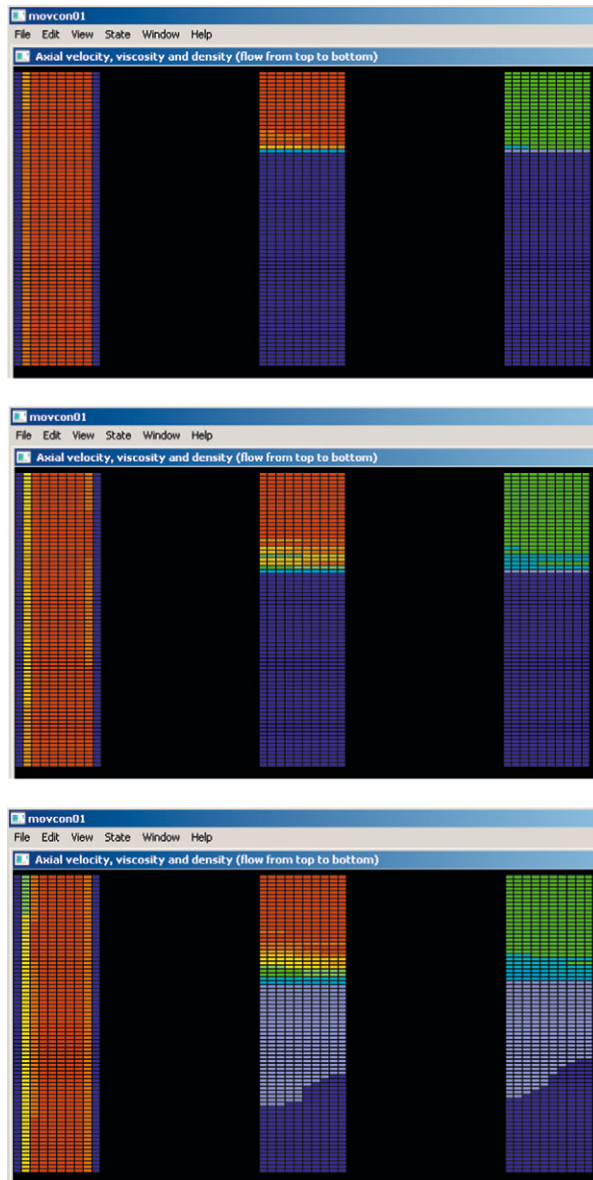 movcon01
File Edit View State Window Help
Axial velocity, viscosity and density (flow from top to bottom)
movcon01
File Edit View State Window Help
Axial velocity, viscosity and density (flow from top to bottom)
movcon01
File Edit View State Window Help
Axial velocity, viscosity and density (flow from top to bottom)